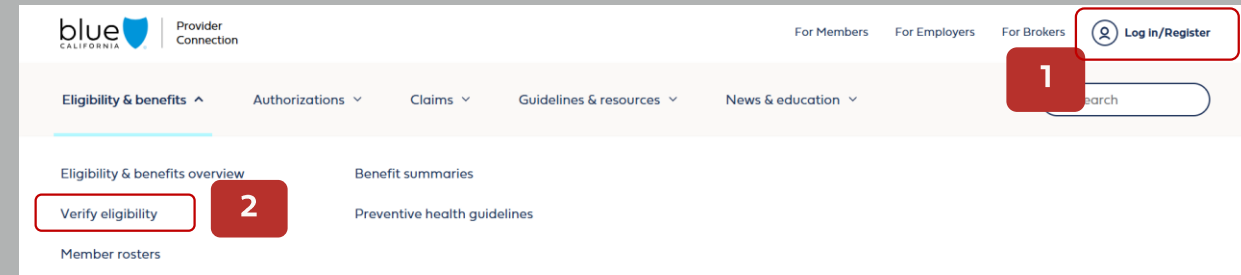 blue
CALIFORNIA
Provider
Connection
For Members
For Employers
For Brokers
Log in/Register
1
Eligibility & benefits
Authorizations
Claims
Guidelines & resources
News & education
earch
Eligibility & benefits overview
Benefit summaries
Verify eligibility
2
Preventive health guidelines
Member rosters